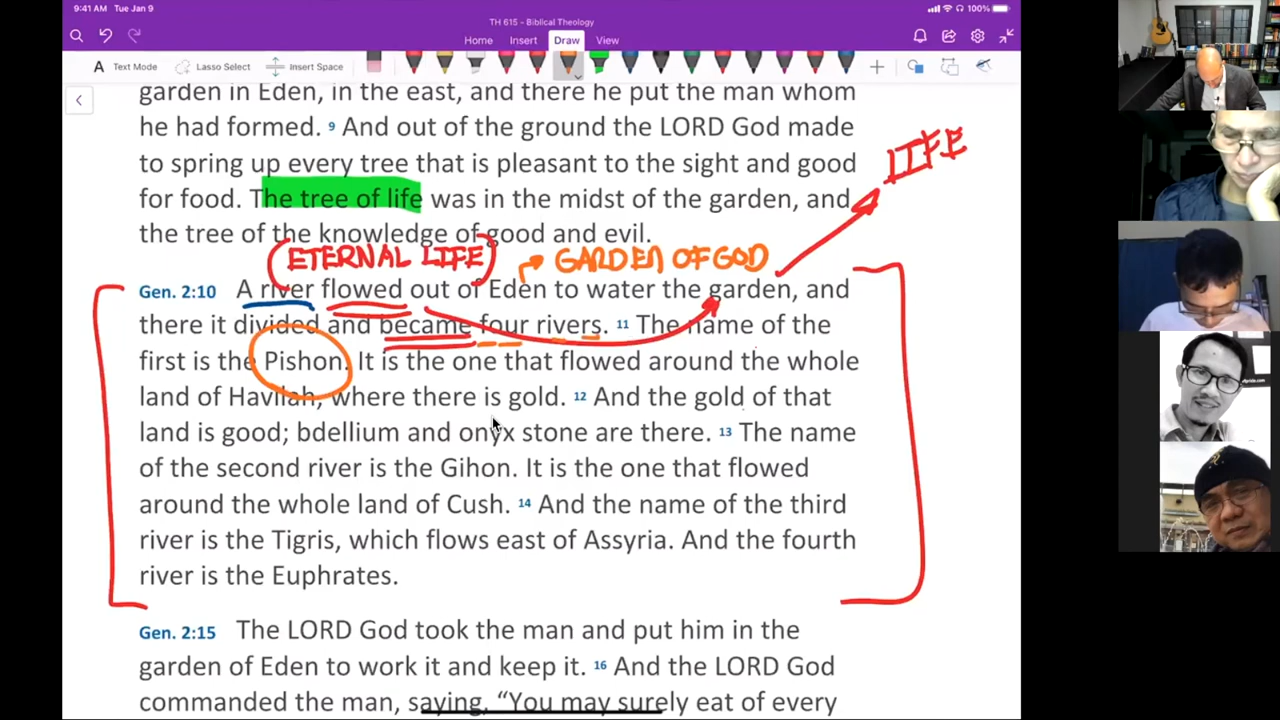 9:41 AM Tue Jan 9
100%
TH 615 - Biblical Theology
Home Insert Draw View
A Text Mode Lasso Select Insert Space
garden in Eden, in the east, and there he put the man whom
he had formed. 9 And out of the ground the LORD God made
to spring up every tree that is pleasant to the sight and good
for food. The tree of life was in the midst of the garden, and
the tree of the knowledge of good and evil.
LIFE
(ETERNAL LIFE)
GARDEN OF GOD
Gen. 2:10 A river flowed out of Eden to water the garden, and
there it divided and became four rivers. 11 The name of the
first is the Pishon. It is the one that flowed around the whole
land of Havilah, where there is gold. 12 And the gold of that
land is good; bdellium and onyx stone are there. 13 The name
of the second river is the Gihon. It is the one that flowed
around the whole land of Cush. 14 And the name of the third
river is the Tigris, which flows east of Assyria. And the fourth
river is the Euphrates.
Gen. 2:15 The LORD God took the man and put him in the
garden of Eden to work it and keep it. 16 And the LORD God
commanded the man, saying, “You may surely eat of every